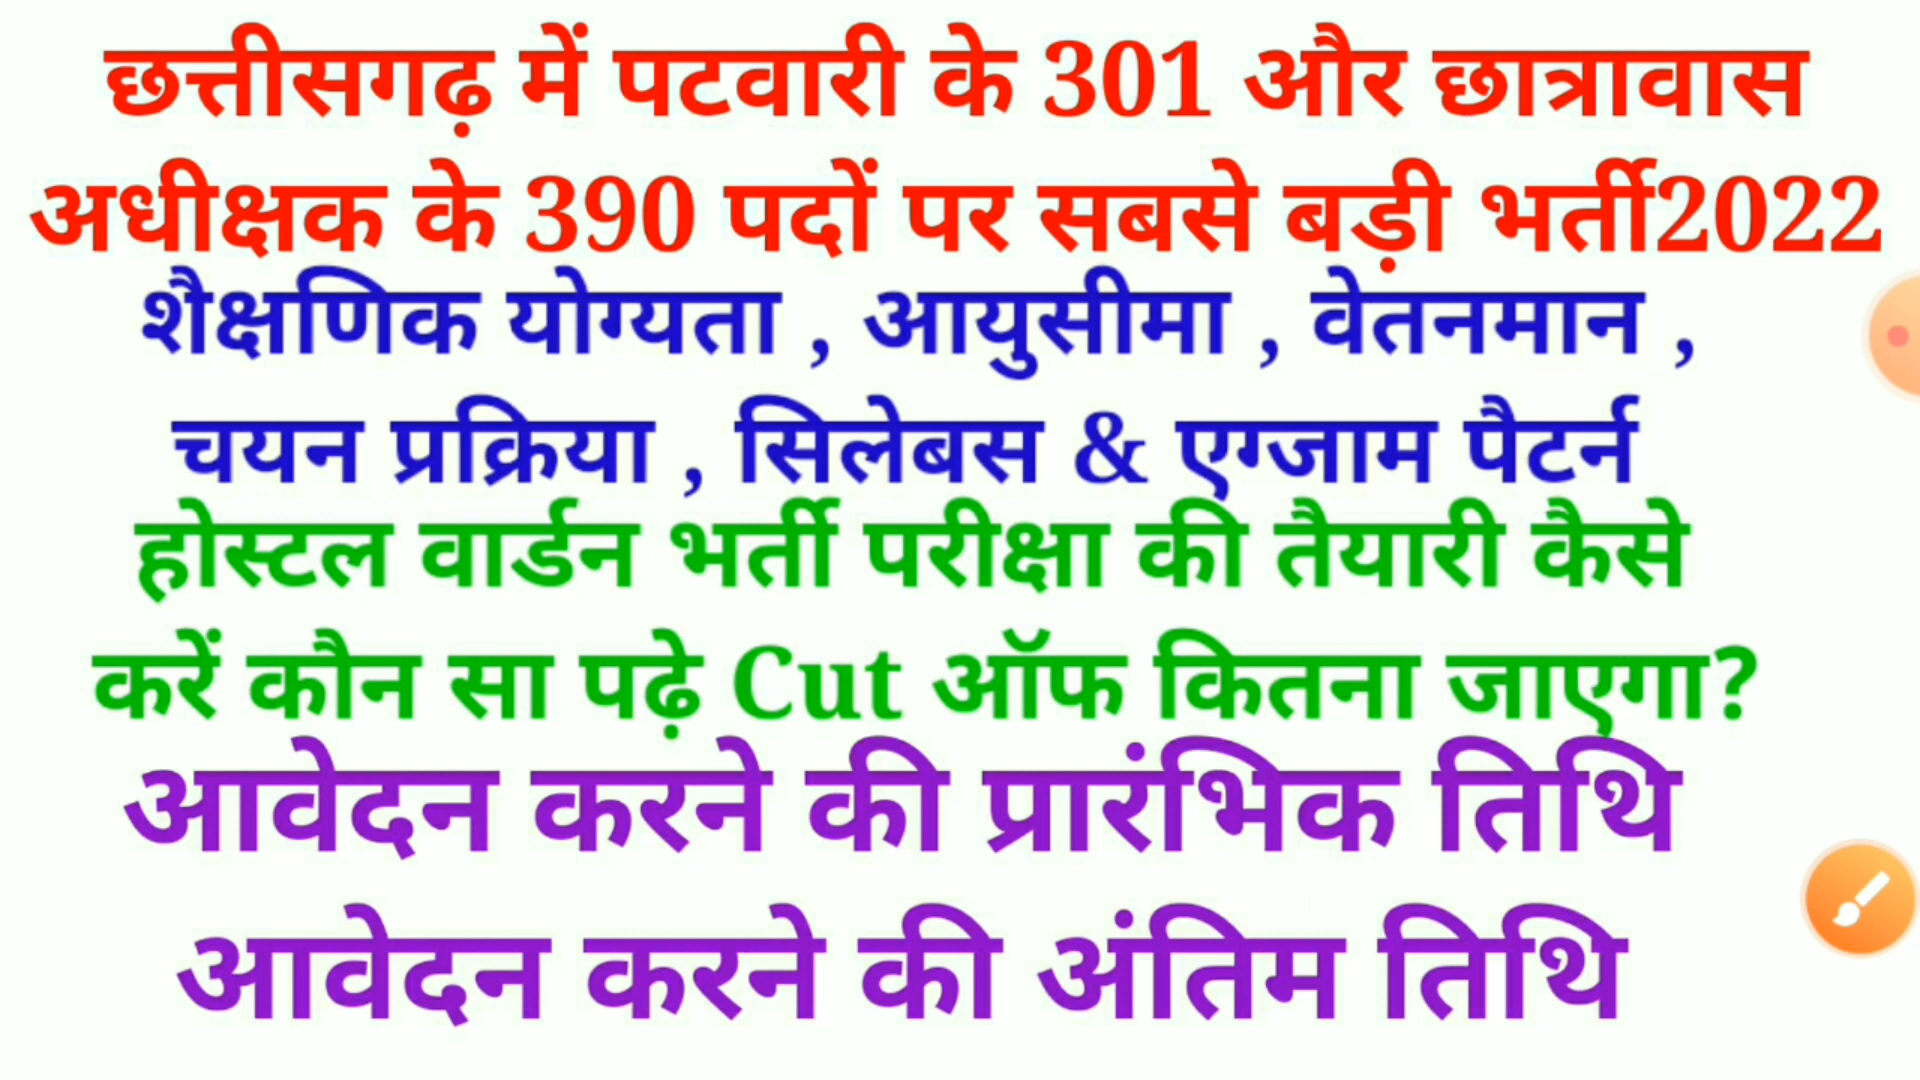 छत्तीसगढ़ में पटवारी के 301 और छात्रावास
अधीक्षक के 390 पदों पर सबसे बड़ी भर्ती2022
शैक्षणिक योग्यता , आयुसीमा , वेतनमान ,
चयन प्रक्रिया , सिलेबस & एग्जाम पैटर्न
होस्टल वार्डन भर्ती परीक्षा की तैयारी कैसे
करें कौन सा पढ़े Cut ऑफ कितना जाएगा?
आवेदन करने की प्रारंभिक तिथि
आवेदन करने की अंतिम तिथि